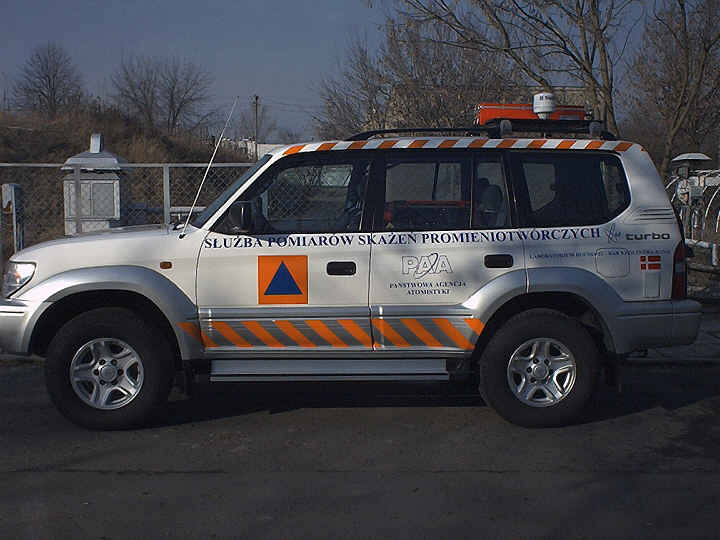 SŁUŻBA POMIARÓW SKAŻEŃ PROMIENIOTWÓRCZYCH
turbo
PAA
PAŃSTWOWA AGENCJA
ATOMISTYKI